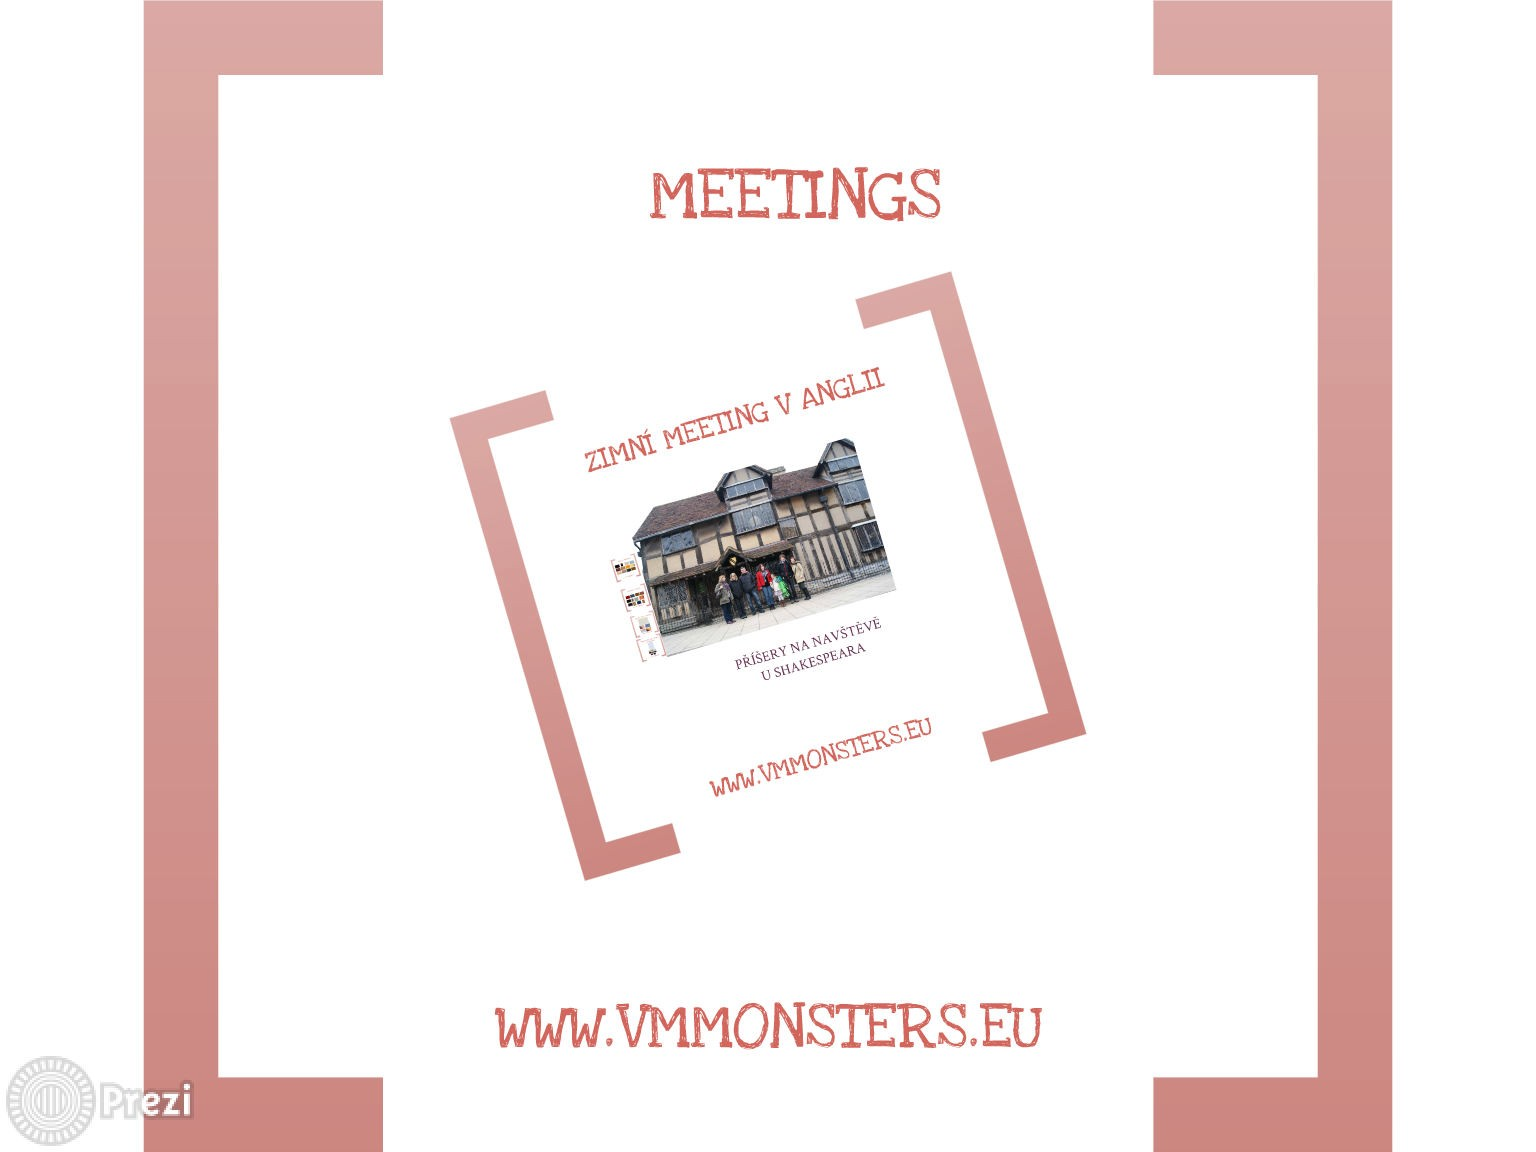 MEETINGS
ZIMNÍ MEETING V ANGLII
PŘÍŠERY NA NAVŠTĚVĚ
U SHAKESPEARA
WWW.VMMONSTERS.EU
WWW.VMMONSTERS.EU
Prezi